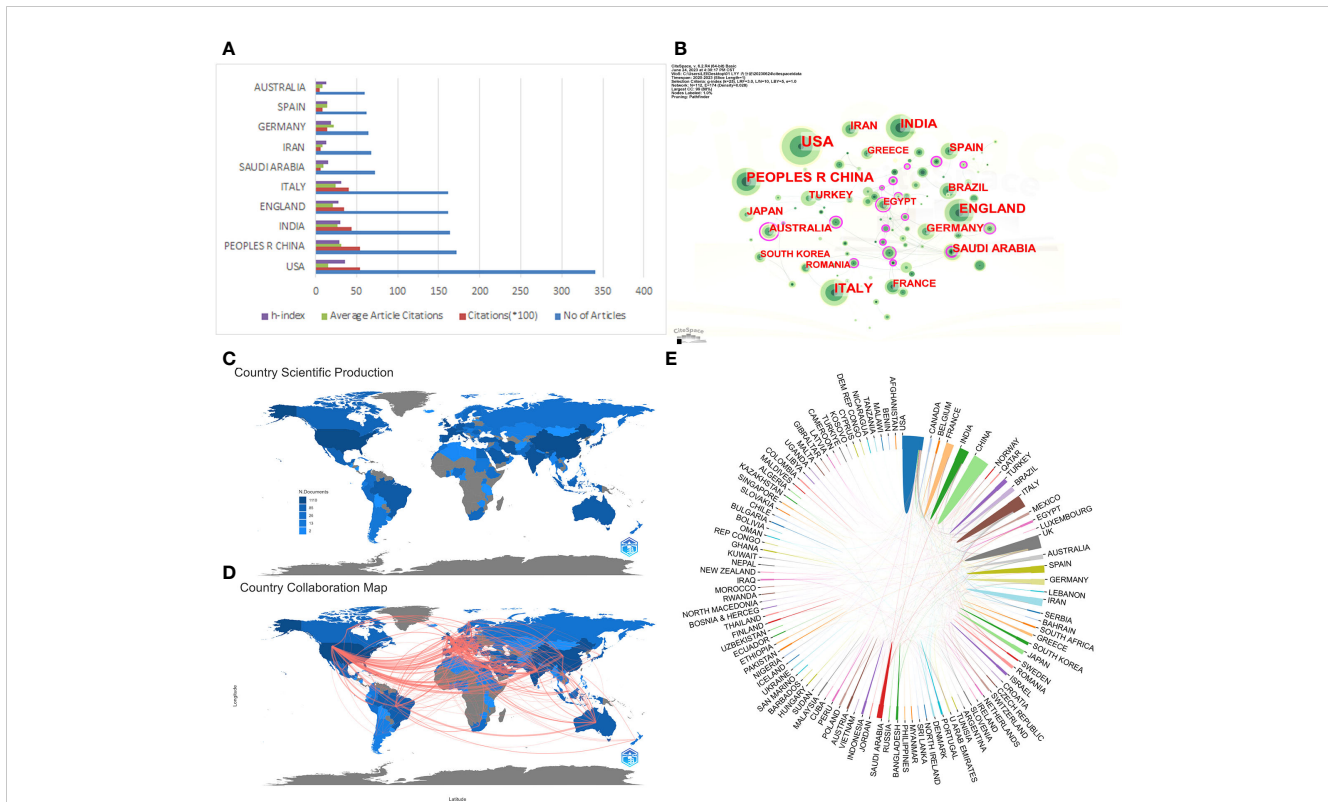 A
AUSTRALIA
SPAIN
GERMANY
IRAN
SAUDI ARABIA
ITALY
ENGLAND
INDIA
PEOPLES R CHINA
USA
0 50 100 150 200 250 300 350 400
h-index Average Article Citations Citations(*100) No of Articles
B
USA
IRAN
INDIA
GREECE
SPAIN
PEOPLES R CHINA
TURKEY
EGYPT
BRAZIL
JAPAN
ENGLAND
AUSTRALIA
GERMANY
SOUTH KOREA
SAUDI ARABIA
ROMANIA
ITALY
FRANCE
CiteSpace
C
Country Scientific Production
N.Documents
D
Country Collaboration Map
Longitude
Latitude
E
USA
CANADA
BELGIUM
FRANCE
INDIA
CHINA
NORWAY
QATAR
TURKEY
BRAZIL
ITALY
MEXICO
EGYPT
LUXEMBOURG
UK
AUSTRALIA
SPAIN
GERMANY
LEBANON
IRAN
SERBIA
BAHRAIN
SOUTH AFRICA
GREECE
SOUTH KOREA
JAPAN
SWEDEN
ROMANIA
ISRAEL
CROATIA
CZECH REPUBLIC
SWITZERLAND
NETHERLANDS
IRELAND
SLOVENIA
ARGENTINA
TUNISIA
U ARAB EMIRATES
PORTUGAL
DENMARK
NORTH IRELAND
SRI LANKA
MYANMAR
PHILIPPINES
BANGLADESH
RUSSIA
SAUDI ARABIA
JORDAN
INDONESIA
VIETNAM
AUSTRIA
POLAND
PERU
CUBA
MALAYSIA
SUDAN
HUNGARY
BARBADOS
SAN MARINO
UKRAINE
ICELAND
NIGERIA
PAKISTAN
ETHIOPIA
ECUADOR
UZBEKISTAN
FINLAND
THAILAND
BOSNIA & HERCEG
NORTH MACEDONIA
RWANDA
MOROCCO
IRAQ
NEW ZEALAND
NEPAL
KUWAIT
GHANA
REP CONGO
OMAN
BOLIVIA
BULGARIA
CHILE
SLOVAKIA
SINGAPORE
KAZAKHSTAN
ALGERIA
MALDIVES
LIBYA
COLOMBIA
UGANDA
MALTA
GIBRALTAR
LATVIA
TURKIYE
CAMEROON
KOSOVO
CYPRUS
DEM REP CONGO
NICARAGUA
TANZANIA
MALAWI
BENIN
AFGHANISTAN